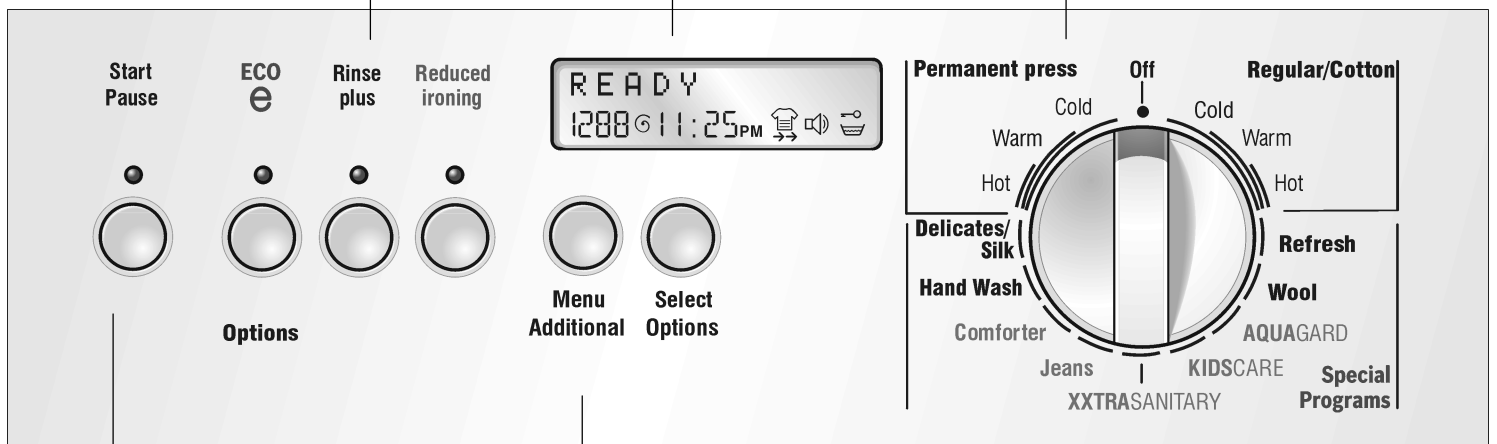 Start
Pause
ECO
e
Rinse
plus
Reduced
ironing
Options
READY
1288 11:25PM
Menu
Additional
Select
Options
Permanent press
Off
Regular/Cotton
Cold
Warm
Hot
Cold
Warm
Hot
Delicates/
Silk
Hand Wash
Comforter
Jeans
XXTRASANITARY
KIDSCARE
AQUAGARD
Wool
Refresh
Special
Programs